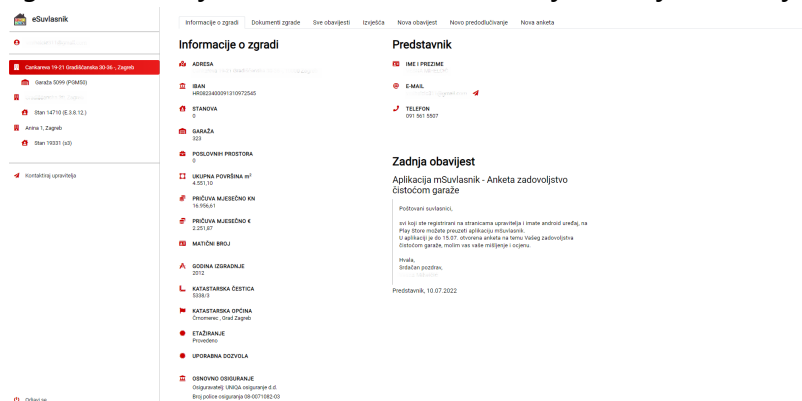 eSuvlasnik
Cankareva 19-21 Gradišćanska 30-36 -, Zagreb
Garaža 5099 (PGM50)
Stan 14710 (E 3.8.12.)
Anina 1, Zagreb
Stan 19331 (s3)
Kontaktiraj upravitelja
Odjavi se
Informacije o zgradi
Dokumenti zgrade
Sve obavijesti
Izvješća
Nova obavijest
Novo predodlučivanje
Nova anketa
Informacije o zgradi
ADRESA
IBAN
HR0823400091310972545
STANOVA
0
GARAŽA
323
POSLOVNIH PROSTORA
0
UKUPNA POVRŠINA m²
4.551,10
PRIČUVA MJESEČNO KN
16.956,61
PRIČUVA MJESEČNO €
2.251,87
MATIČNI BROJ
GODINA IZGRADNJE
2012
KATASTARSKA ČESTICA
5338/3
KATASTARSKA OPĆINA
Črnomerec , Grad Zagreb
ETAŽIRANJE
Provedeno
UPORABNA DOZVOLA
OSNOVNO OSIGURANJE
Osiguravatelj: UNIQA osiguranje d.d.
Broj police osiguranja 08-0071082-03
Predstavnik
IME I PREZIME
E-MAIL
TELEFON
091 561 5507
Zadnja obavijest
Aplikacija mSuvlasnik - Anketa zadovoljstvo
čistoćom garaže
Poštovani suvlasnici,
svi koji ste registrirani na stranicama upravitelja i imate android uređaj, na
Play Store možete preuzeti aplikaciju mSuvlasnik.
U aplikaciji je do 15.07. otvorena anketa na temu Vašeg zadovoljstva
čistoćom garaže, molim vas vaše mišljenje i ocjenu.
Hvala,
Srdačan pozdrav,
Predstavnik, 10.07.2022